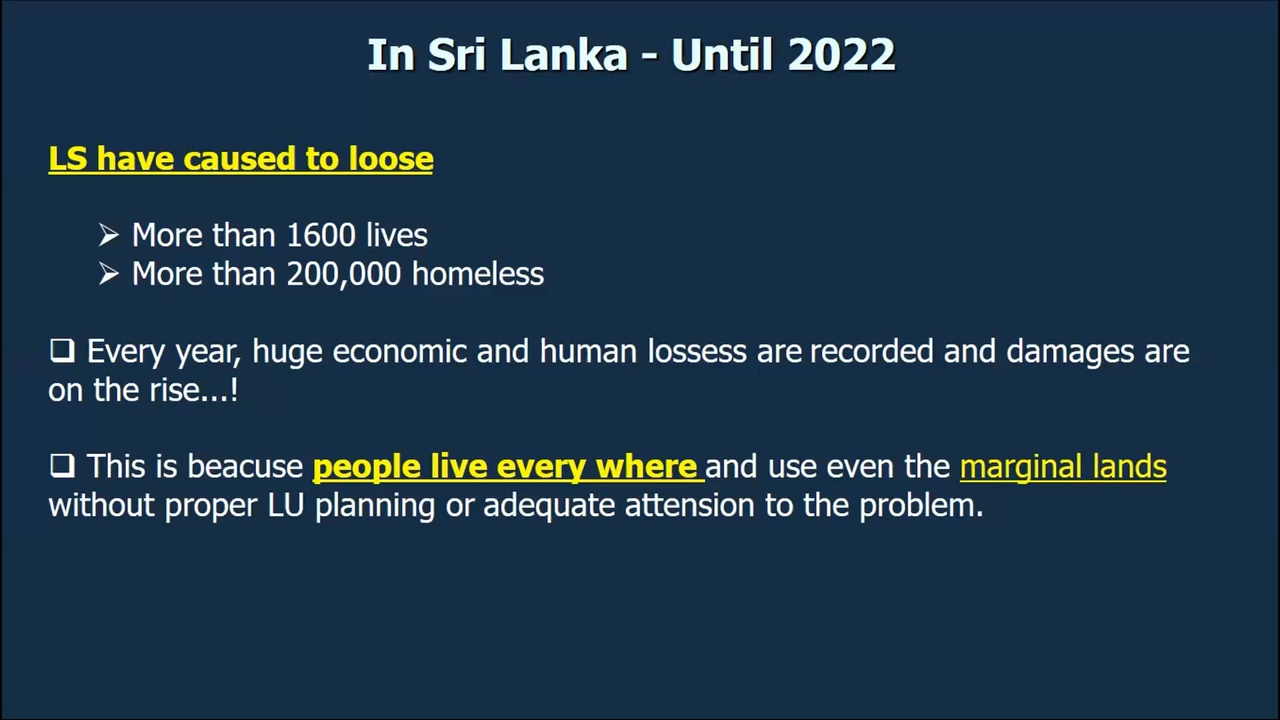 In Sri Lanka - Until 2022
LS have caused to loose
➢ More than 1600 lives
➢ More than 200,000 homeless
❑ Every year, huge economic and human lossess are recorded and damages are
on the rise...!
❑ This is beacuse people live every where and use even the marginal lands
without proper LU planning or adequate attension to the problem.